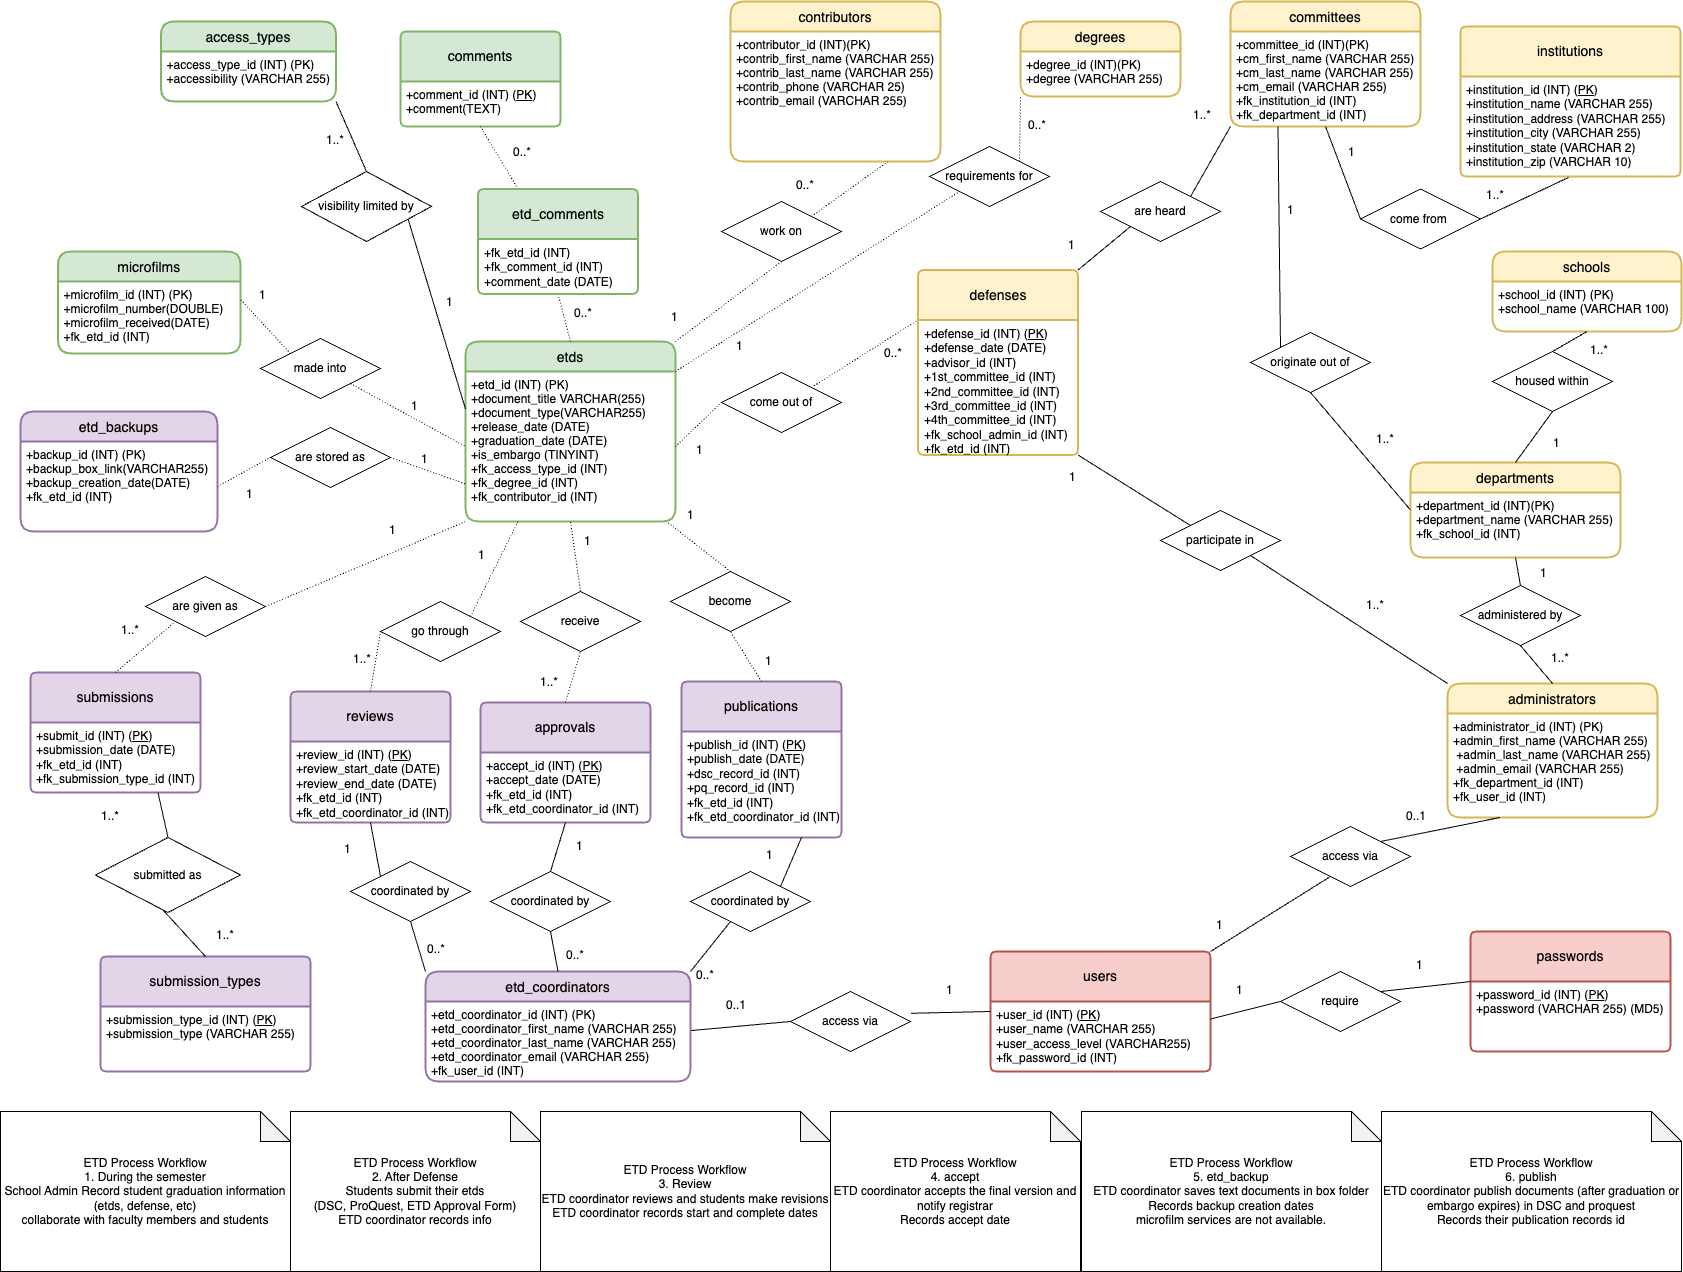 access_types
+access_type_id (INT) (PK)
+accessibility (VARCHAR 255)
comments
+comment_id (INT) (PK)
+comment(TEXT)
contributors
+contributor_id (INT)(PK)
+contrib_first_name (VARCHAR 255)
+contrib_last_name (VARCHAR 255)
+contrib_phone (VARCHAR 25)
+contrib_email (VARCHAR 255)
degrees
+degree_id (INT)(PK)
+degree (VARCHAR 255)
committees
+committee_id (INT)(PK)
+cm_first_name (VARCHAR 255)
+cm_last_name (VARCHAR 255)
+cm_email (VARCHAR 255)
+fk_institution_id (INT)
+fk_department_id (INT)
institutions
+institution_id (INT) (PK)
+institution_name (VARCHAR 255)
+institution_address (VARCHAR 255)
+institution_city (VARCHAR 255)
+institution_state (VARCHAR 2)
+institution_zip (VARCHAR 10)
1..*
0..*
0..*
0..*
1..*
1
1..*
visibility limited by
work on
requirements for
are heard
come from
1
etd_comments
+fk_etd_id (INT)
+fk_comment_id (INT)
+comment_date (DATE)
0..*
1
1
1
microfilms
+microfilm_id (INT) (PK)
+microfilm_number(DOUBLE)
+microfilm_received(DATE)
+fk_etd_id (INT)
1
made into
1
1
etds
+etd_id (INT) (PK)
+document_title VARCHAR(255)
+document_type(VARCHAR255)
+release_date (DATE)
+graduation_date (DATE)
+is_embargo (TINYINT)
+fk_access_type_id (INT)
+fk_degree_id (INT)
+fk_contributor_id (INT)
0..*
come out of
1
defenses
+defense_id (INT) (PK)
+defense_date (DATE)
+advisor_id (INT)
+1st_committee_id (INT)
+2nd_committee_id (INT)
+3rd_committee_id (INT)
+4th_committee_id (INT)
+fk_school_admin_id (INT)
+fk_etd_id (INT)
originate out of
1..*
schools
+school_id (INT) (PK)
+school_name (VARCHAR 100)
1..*
housed within
1
etd_backups
+backup_id (INT) (PK)
+backup_box_link(VARCHAR255)
+backup_creation_date(DATE)
+fk_etd_id (INT)
1
are stored as
1
departments
+department_id (INT)(PK)
+department_name (VARCHAR 255)
+fk_school_id (INT)
1
administered by
1..*
1
participate in
1..*
1
are given as
1..*
1
go through
1..*
1
receive
1..*
1
become
1
submissions
+submit_id (INT) (PK)
+submission_date (DATE)
+fk_etd_id (INT)
+fk_submission_type_id (INT)
reviews
+review_id (INT) (PK)
+review_start_date (DATE)
+review_end_date (DATE)
+fk_etd_id (INT)
+fk_etd_coordinator_id (INT)
approvals
+accept_id (INT) (PK)
+accept_date (DATE)
+fk_etd_id (INT)
+fk_etd_coordinator_id (INT)
publications
+publish_id (INT) (PK)
+publish_date (DATE)
+dsc_record_id (INT)
+pq_record_id (INT)
+fk_etd_id (INT)
+fk_etd_coordinator_id (INT)
administrators
+administrator_id (INT) (PK)
+admin_first_name (VARCHAR 255)
+admin_last_name (VARCHAR 255)
+admin_email (VARCHAR 255)
+fk_department_id (INT)
+fk_user_id (INT)
1..*
submitted as
1..*
1
coordinated by
0..*
1
coordinated by
0..*
1
coordinated by
0..*
0..1
access via
1
submission_types
+submission_type_id (INT) (PK)
+submission_type (VARCHAR 255)
etd_coordinators
+etd_coordinator_id (INT) (PK)
+etd_coordinator_first_name (VARCHAR 255)
+etd_coordinator_last_name (VARCHAR 255)
+etd_coordinator_email (VARCHAR 255)
+fk_user_id (INT)
0..1
access via
1
users
+user_id (INT) (PK)
+user_name (VARCHAR 255)
+user_access_level (VARCHAR255)
+fk_password_id (INT)
1
require
1
passwords
+password_id (INT) (PK)
+password (VARCHAR 255) (MD5)
ETD Process Workflow
1. During the semester
School Admin Record student graduation information
(etds, defense, etc)
collaborate with faculty members and students
ETD Process Workflow
2. After Defense
Students submit their etds
(DSC, ProQuest, ETD Approval Form)
ETD coordinator records info
ETD Process Workflow
3. Review
ETD coordinator reviews and students make revisions
ETD coordinator records start and complete dates
ETD Process Workflow
4. accept
ETD coordinator accepts the final version and
notify registrar
Records accept date
ETD Process Workflow
5. etd_backup
ETD coordinator saves text documents in box folder
Records backup creation dates
microfilm services are not available.
ETD Process Workflow
6. publish
ETD coordinator publish documents (after graduation or
embargo expires) in DSC and proquest
Records their publication records id